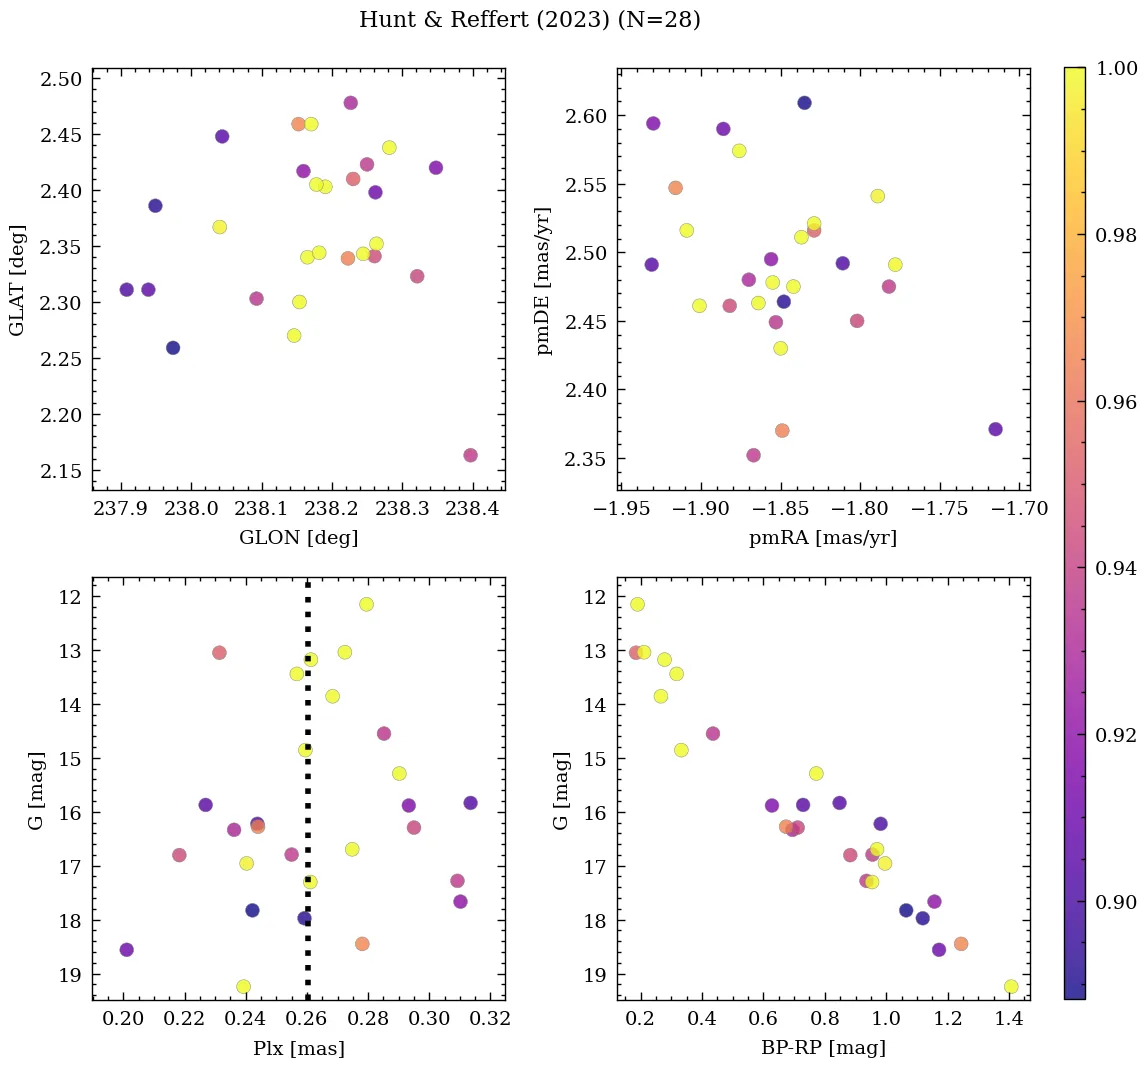 Hunt & Reffert (2023) (N=28)
2.50
2.45
2.40
2.35
2.30
2.25
2.20
2.15
GLAT [deg]
237.9 238.0 238.1 238.2 238.3 238.4
GLON [deg]
2.60
2.55
2.50
2.45
2.40
2.35
pmDE [mas/yr]
−1.95 −1.90 −1.85 −1.80 −1.75 −1.70
pmRA [mas/yr]
12
13
14
15
16
17
18
19
G [mag]
0.20 0.22 0.24 0.26 0.28 0.30 0.32
Plx [mas]
12
13
14
15
16
17
18
19
G [mag]
0.2 0.4 0.6 0.8 1.0 1.2 1.4
BP-RP [mag]
1.00
0.98
0.96
0.94
0.92
0.90